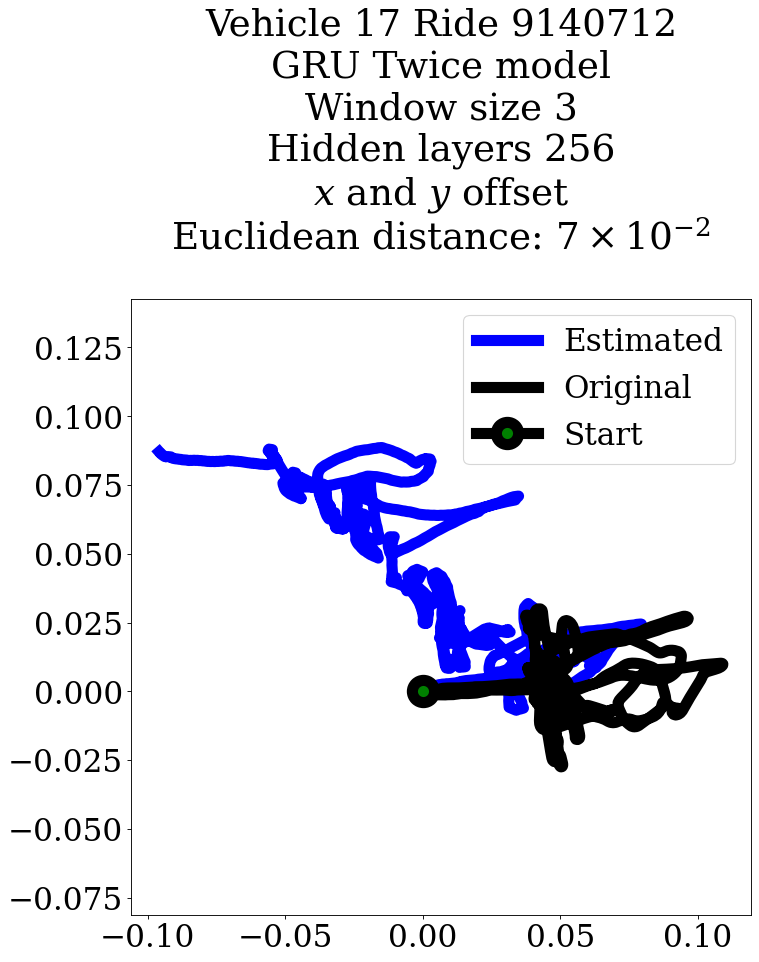 Vehicle 17 Ride 9140712
GRU Twice model
Window size 3
Hidden layers 256
x and y offset
Euclidean distance: 7 × 10⁻²
Estimated
Original
Start
0.125
0.100
0.075
0.050
0.025
0.000
−0.025
−0.050
−0.075
−0.10 −0.05 0.00 0.05 0.10